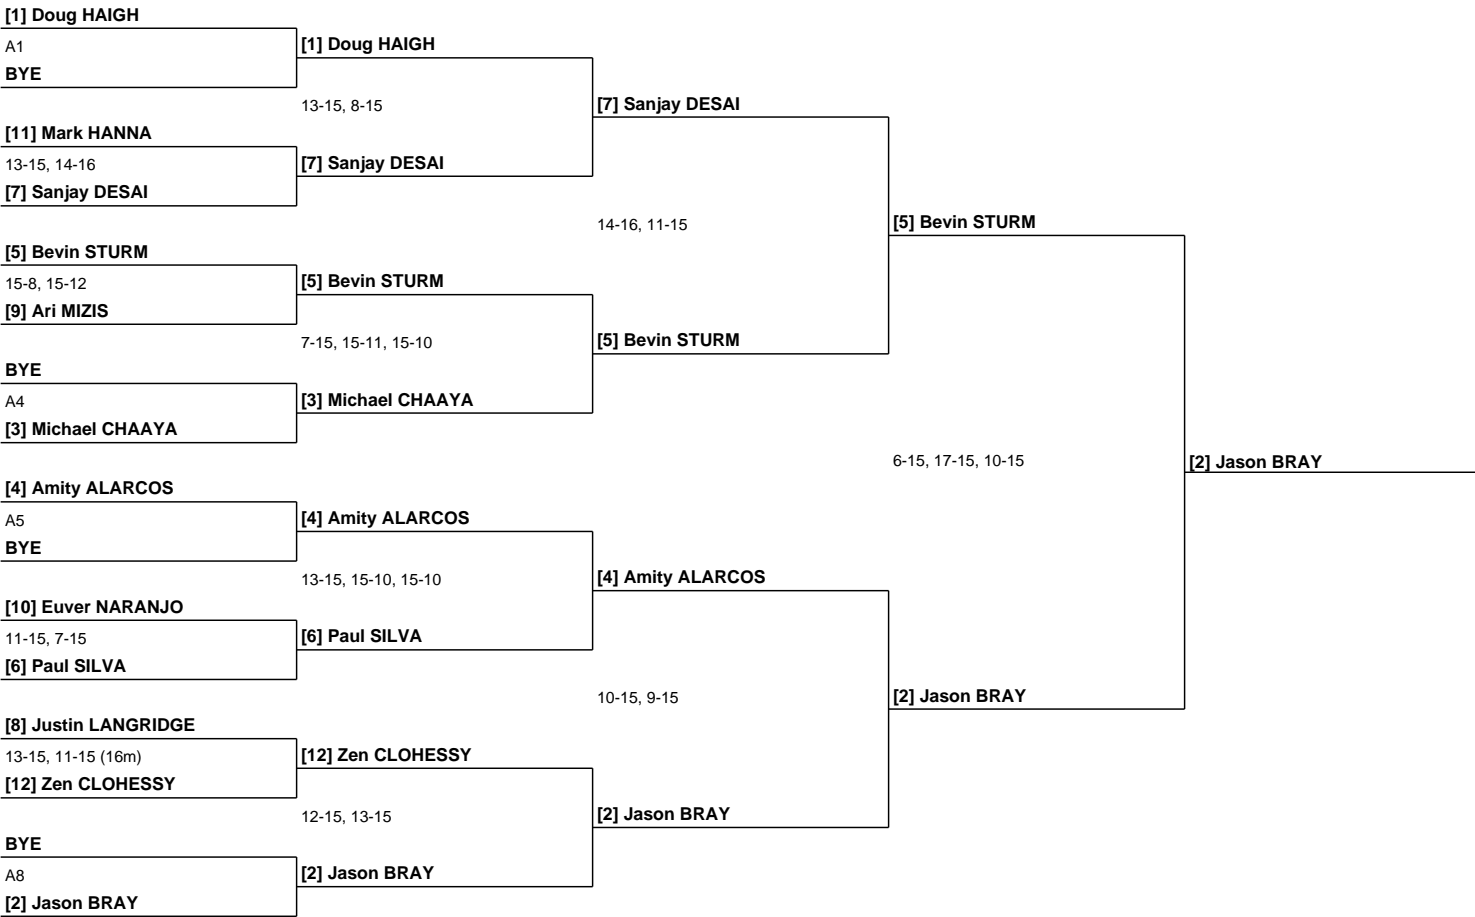 [1] Doug HAIGH
A1
BYE
[11] Mark HANNA
13-15, 14-16
[7] Sanjay DESAI
[5] Bevin STURM
15-8, 15-12
[9] Ari MIZIS
BYE
A4
[3] Michael CHAAYA
[4] Amity ALARCOS
A5
BYE
[10] Euver NARANJO
11-15, 7-15
[6] Paul SILVA
[8] Justin LANGRIDGE
13-15, 11-15 (16m)
[12] Zen CLOHESSY
BYE
A8
[2] Jason BRAY
[1] Doug HAIGH
13-15, 8-15
[7] Sanjay DESAI
[5] Bevin STURM
7-15, 15-11, 15-10
[3] Michael CHAAYA
[4] Amity ALARCOS
13-15, 15-10, 15-10
[6] Paul SILVA
[12] Zen CLOHESSY
12-15, 13-15
[2] Jason BRAY
[7] Sanjay DESAI
14-16, 11-15
[5] Bevin STURM
[4] Amity ALARCOS
10-15, 9-15
[2] Jason BRAY
[5] Bevin STURM
6-15, 17-15, 10-15
[2] Jason BRAY
[2] Jason BRAY